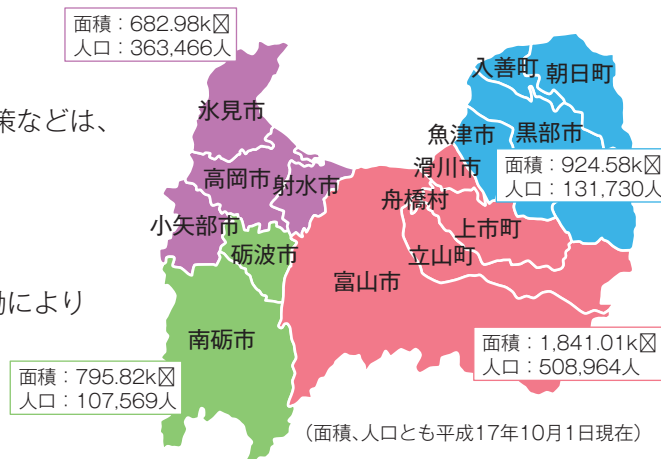 面積：682.98k〼
人口：363,466人
入善町
朝日町
氷見市
策などは、
魚津市
黒部市
滑川市
面積：924.58k〼
人口：131,730人
高岡市
射水市
舟橋村
小矢部市
上市町
砺波市
立山町
富山市
動により
南砺市
面積：1,841.01k〼
人口：508,964人
面積：795.82k〼
人口：107,569人
（面積、人口とも平成17年10月1日現在）